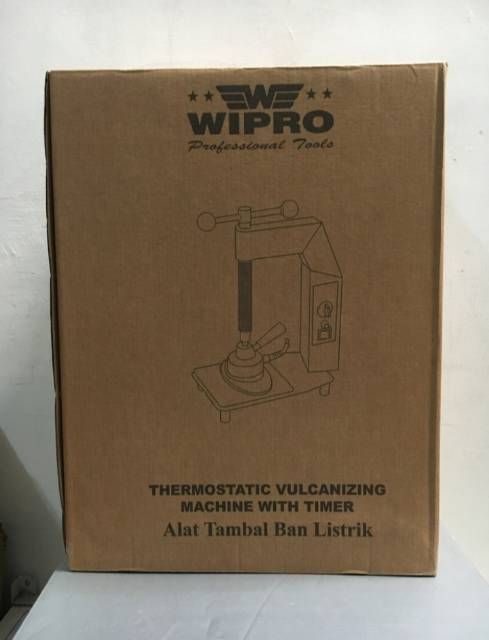 ★★ W ★★
WIPRO
Professional Tools
THERMOSTATIC VULCANIZING
MACHINE WITH TIMER
Alat Tambal Ban Listrik